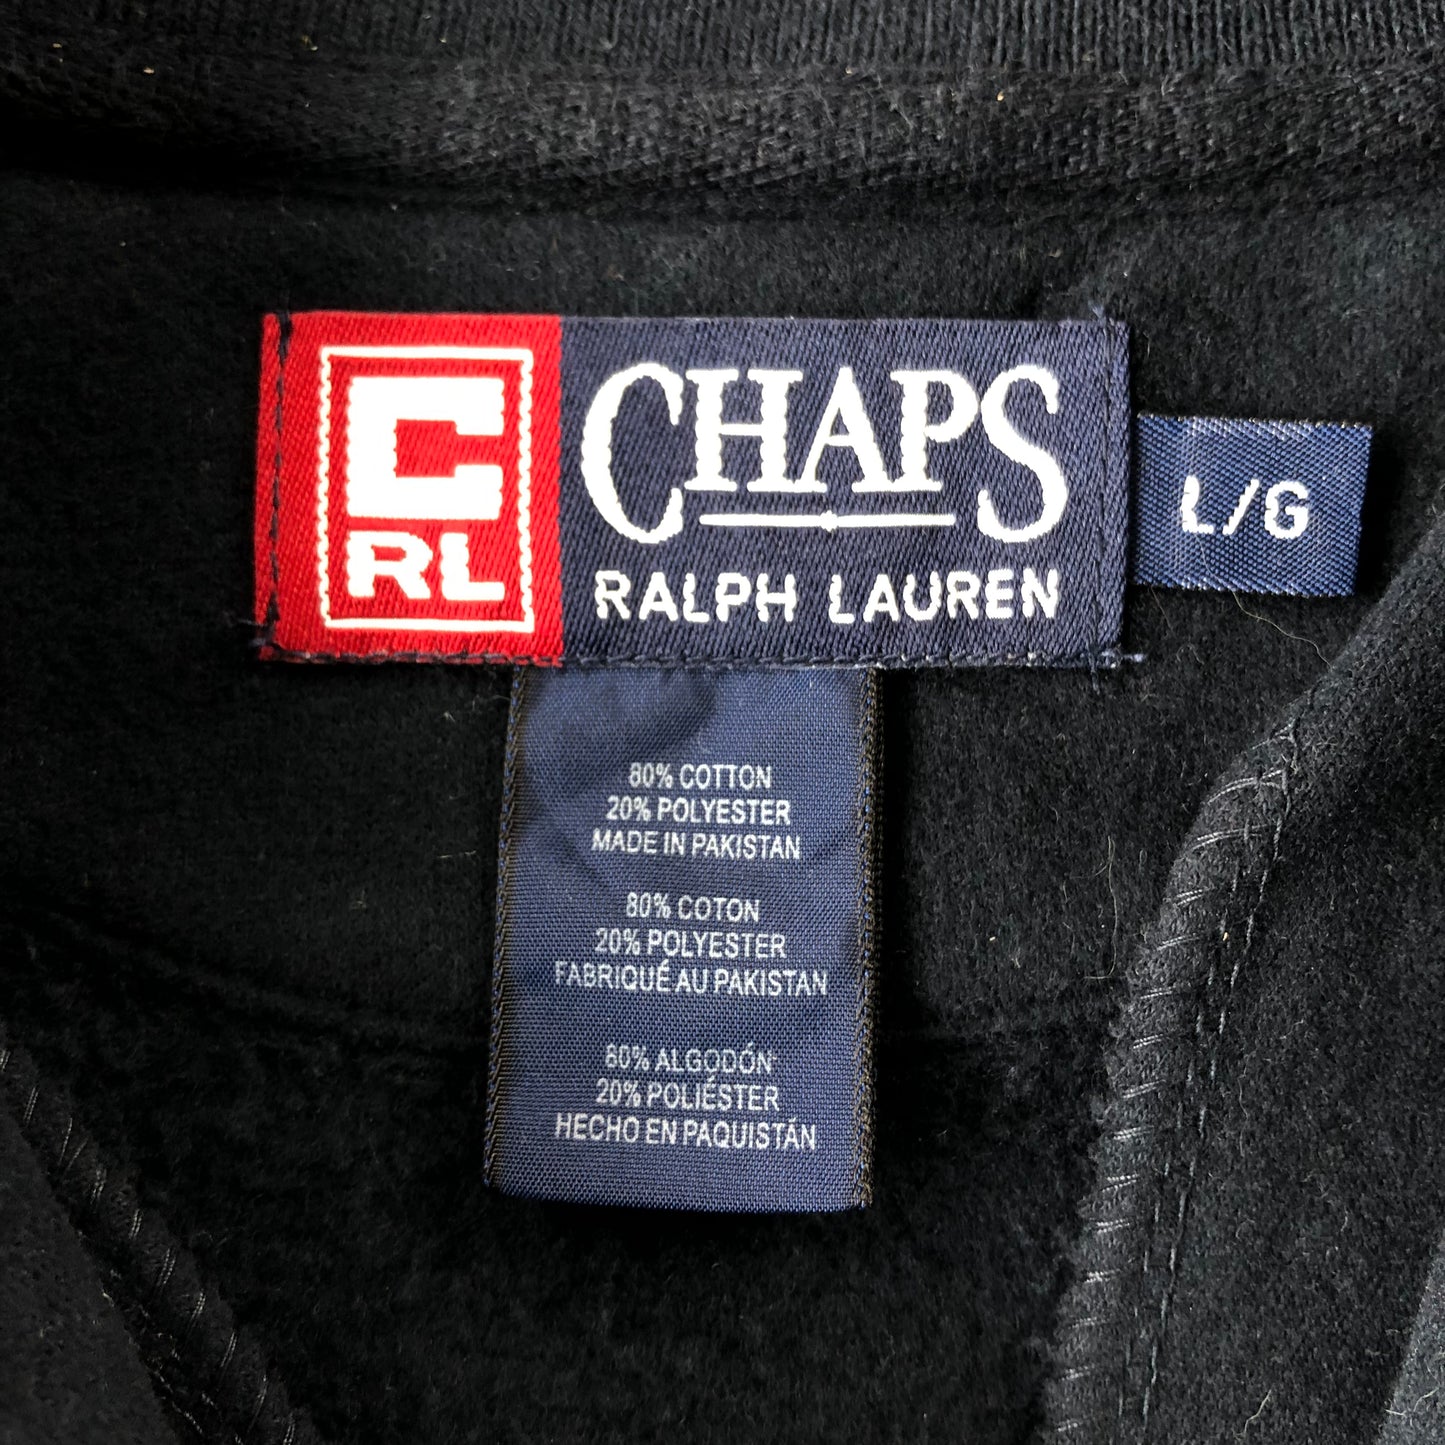 C
RL
CHAPS
RALPH LAUREN
L/G
80% COTTON
20% POLYESTER
MADE IN PAKISTAN
80% COTON
20% POLYESTER
FABRIQUÉ AU PAKISTAN
80% ALGODÓN
20% POLIÉSTER
HECHO EN PAQUISTÁN